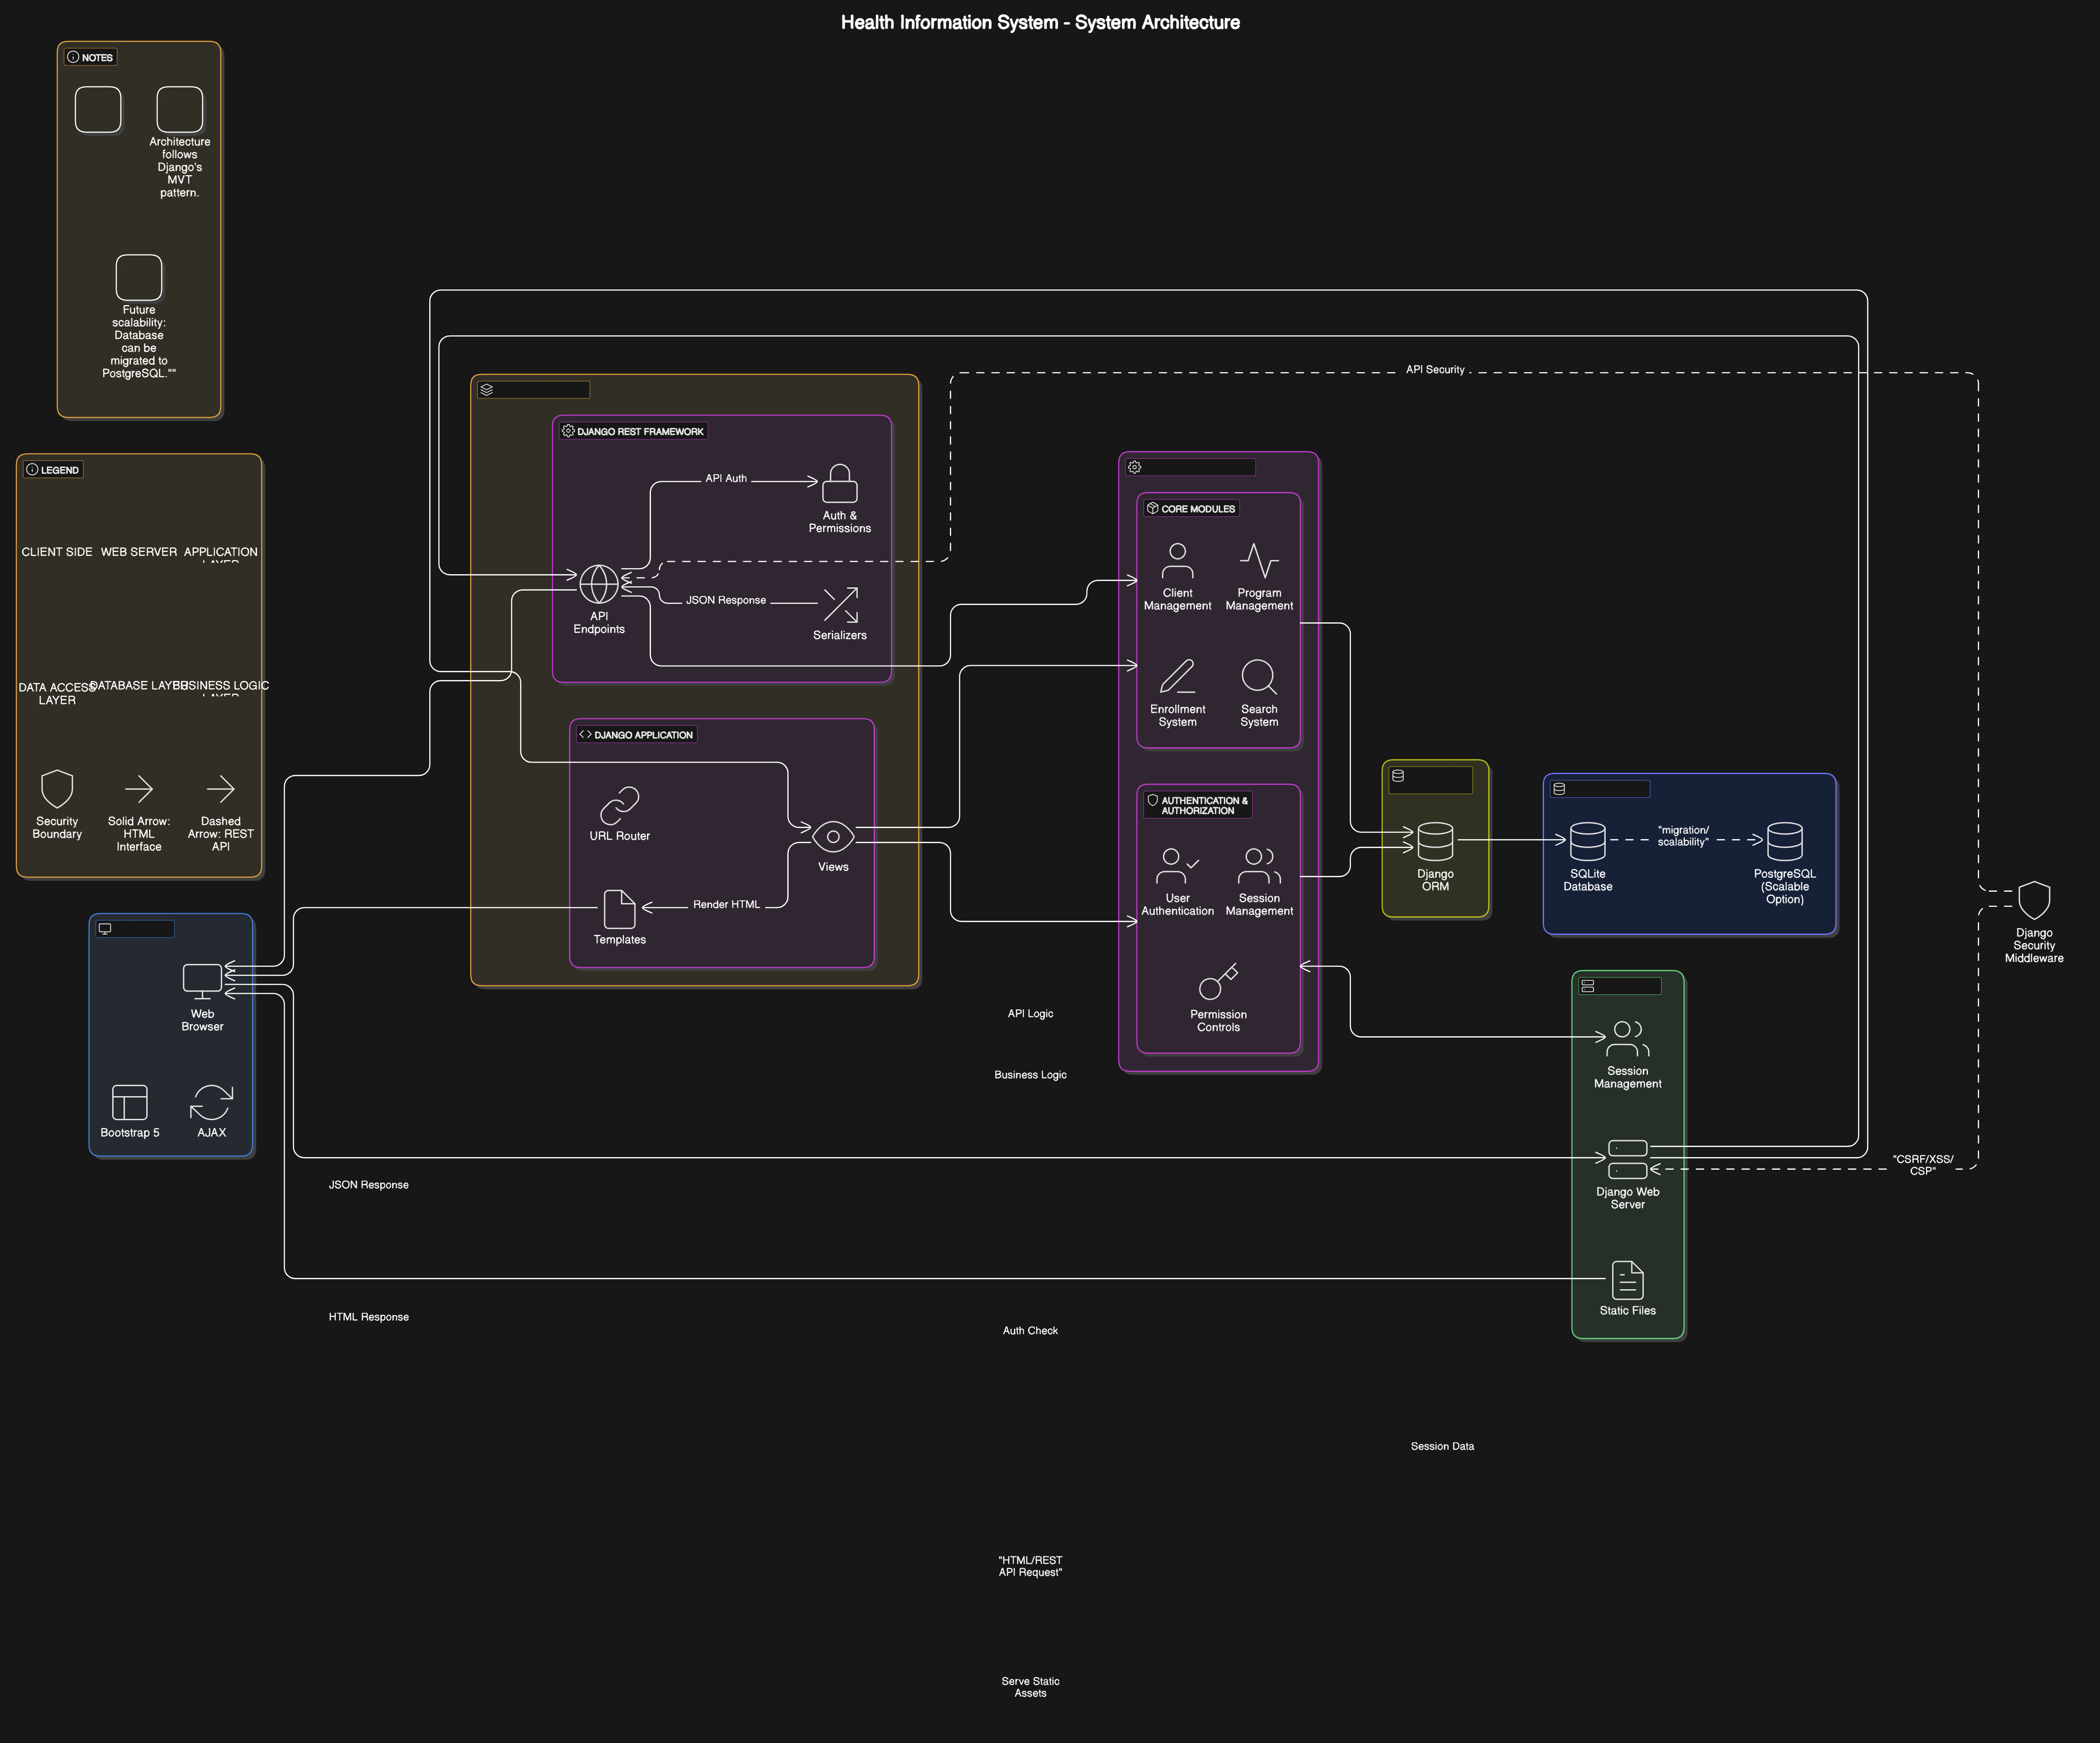 Health Information System - System Architecture
NOTES
Architecture
follows
Django's
MVT
pattern.
Future
scalability:
Database
can be
migrated to
PostgreSQL.""
LEGEND
CLIENT SIDE
WEB SERVER
APPLICATION
LAYER
DATA ACCESS
LAYER
DATABASE LAYER
BUSINESS LOGIC
LAYER
Security
Boundary
Solid Arrow:
HTML
Interface
Dashed
Arrow: REST
API
Web
Browser
Bootstrap 5
AJAX
DJANGO REST FRAMEWORK
API Auth
Auth &
Permissions
API
Endpoints
JSON Response
Serializers
DJANGO APPLICATION
URL Router
Views
Render HTML
Templates
API Security
CORE MODULES
Client
Management
Program
Management
Enrollment
System
Search
System
AUTHENTICATION &
AUTHORIZATION
User
Authentication
Session
Management
Permission
Controls
Django
ORM
SQLite
Database
"migration/
scalability"
PostgreSQL
(Scalable
Option)
Django
Security
Middleware
Session
Management
Django Web
Server
"CSRF/XSS/
CSP"
Static Files
API Logic
Business Logic
JSON Response
HTML Response
Auth Check
Session Data
"HTML/REST
API Request"
Serve Static
Assets